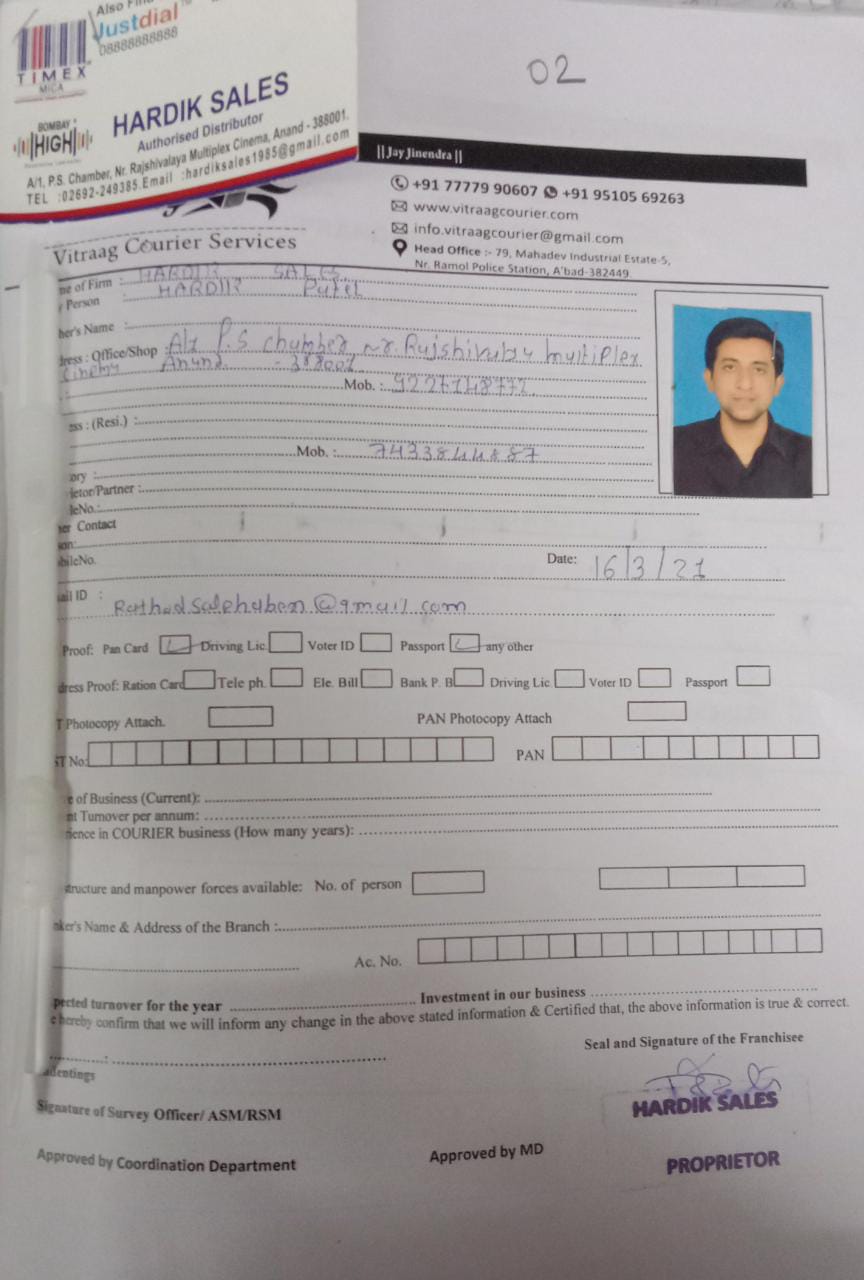 Also Fin
Justdial™
08888888888
TIMEX
MICA
BOMBAY
HIGH
HARDIK SALES
Authorised Distributor
A/1, P.S. Chamber, Nr. Rajshivalaya Multiplex Cinema, Anand - 388001.
TEL :02692-249385.Email :hardiksales1985@gmail.com
02
||Jay Jinendra||
+91 77779 90607 +91 95105 69263
www.vitraagcourier.com
info.vitraagcourier@gmail.com
Head Office :- 79, Mahadev Industrial Estate-5,
Nr. Ramol Police Station, A'bad-382449.
Vitraag Courier Services
me of Firm : HARDIK SALES
Person : HARDIK Patel
her's Name :
dress : Office/Shop : P.S chamber nr. Rajshivalay multiplex
Cinema Anand - 388001
Mob. :
ess : (Resi.) :
Mob. : 7433844887
ory :
ietor/Partner :
leNo.:
er Contact
son:
bileNo.
Date: 16/3/21
ail ID :
@gmail.com
Proof: Pan Card Driving Lic. Voter ID Passport any other
dress Proof: Ration Card Tele ph. Ele. Bill Bank P. B Driving Lic Voter ID Passport
T Photocopy Attach. PAN Photocopy Attach
ST No: PAN
e of Business (Current):
nt Turnover per annum:
rience in COURIER business (How many years):
structure and manpower forces available: No. of person
nker's Name & Address of the Branch :
Ac. No.
pected turnover for the year Investment in our business
e hereby confirm that we will inform any change in the above stated information & Certified that, the above information is true & correct.
Seal and Signature of the Franchisee
adentings
HARDIK SALES
Signature of Survey Officer/ ASM/RSM
Approved by Coordination Department
Approved by MD
PROPRIETOR